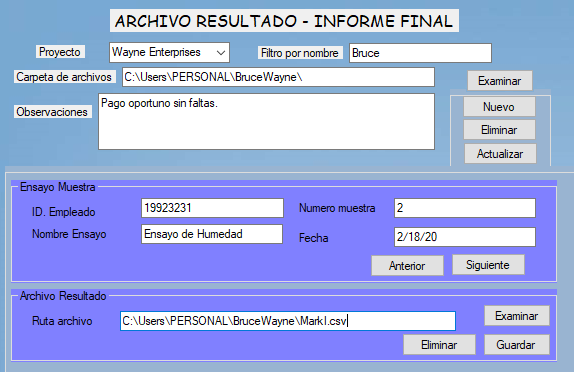 ARCHIVO RESULTADO - INFORME FINAL
Proyecto Wayne Enterprises Filtro por nombre Bruce
Carpeta de archivos C:\Users\PERSONAL\BruceWayne\ Examinar
Observaciones Pago oportuno sin faltas.
Nuevo
Eliminar
Actualizar
Ensayo Muestra
ID. Empleado 19923231 Numero muestra 2
Nombre Ensayo Ensayo de Humedad Fecha 2/18/20
Anterior Siguiente
Archivo Resultado
Ruta archivo C:\Users\PERSONAL\BruceWayne\MarkI.csv Examinar
Eliminar Guardar